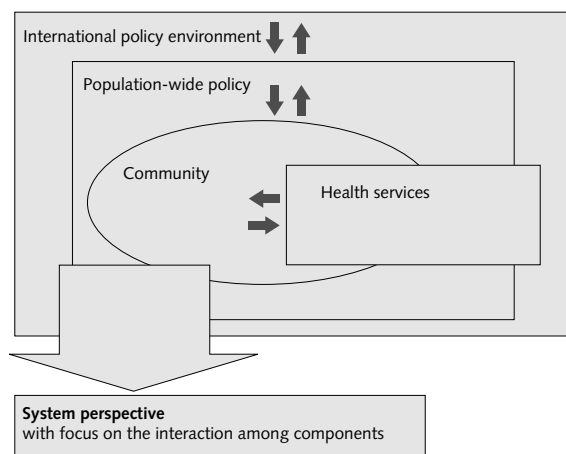 International policy environment
Population-wide policy
Community
Health services
System perspective
with focus on the interaction among components